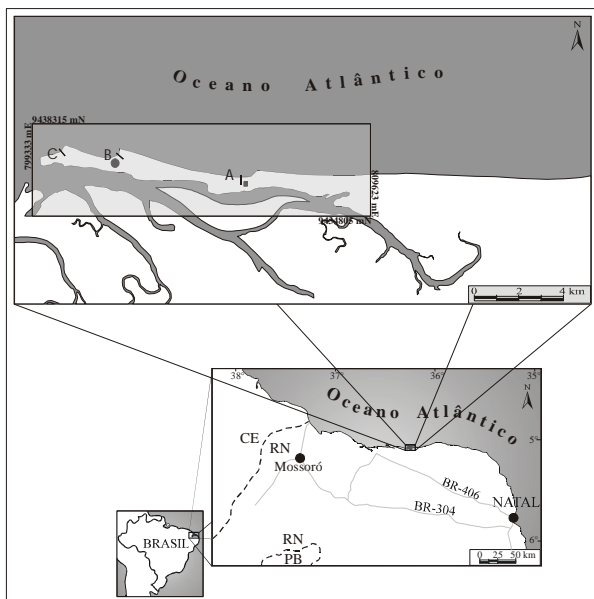 N
Oceano Atlântico
9438315 mN
799333 mE
C
B
A
809623 mE
9434805 mN
0 2 4 km
38° 37° 36° 35°
N
Oceano Atlântico
5°
CE
RN
Mossoró
BR-406
BR-304
NATAL
RN
PB
6°
0 25 50 km
BRASIL